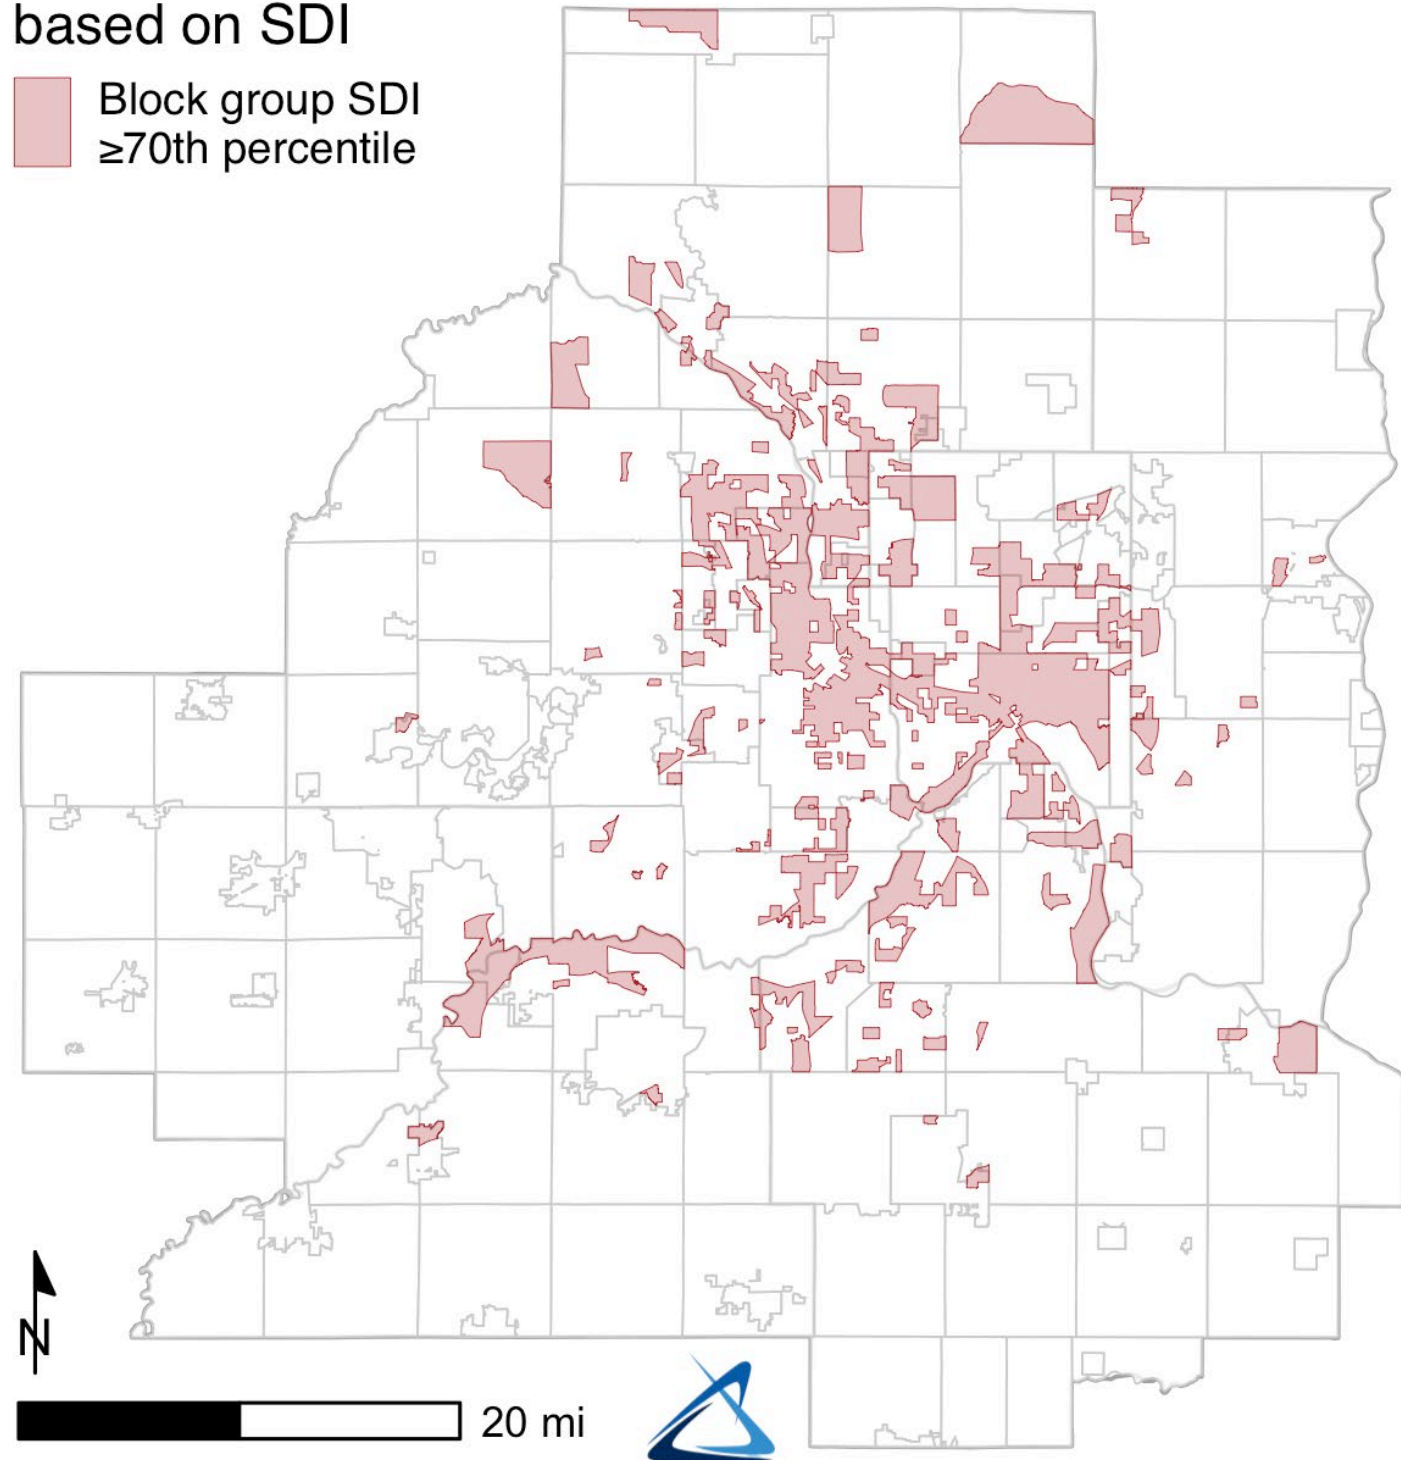 based on SDI
Block group SDI
≥70th percentile
N
20 mi